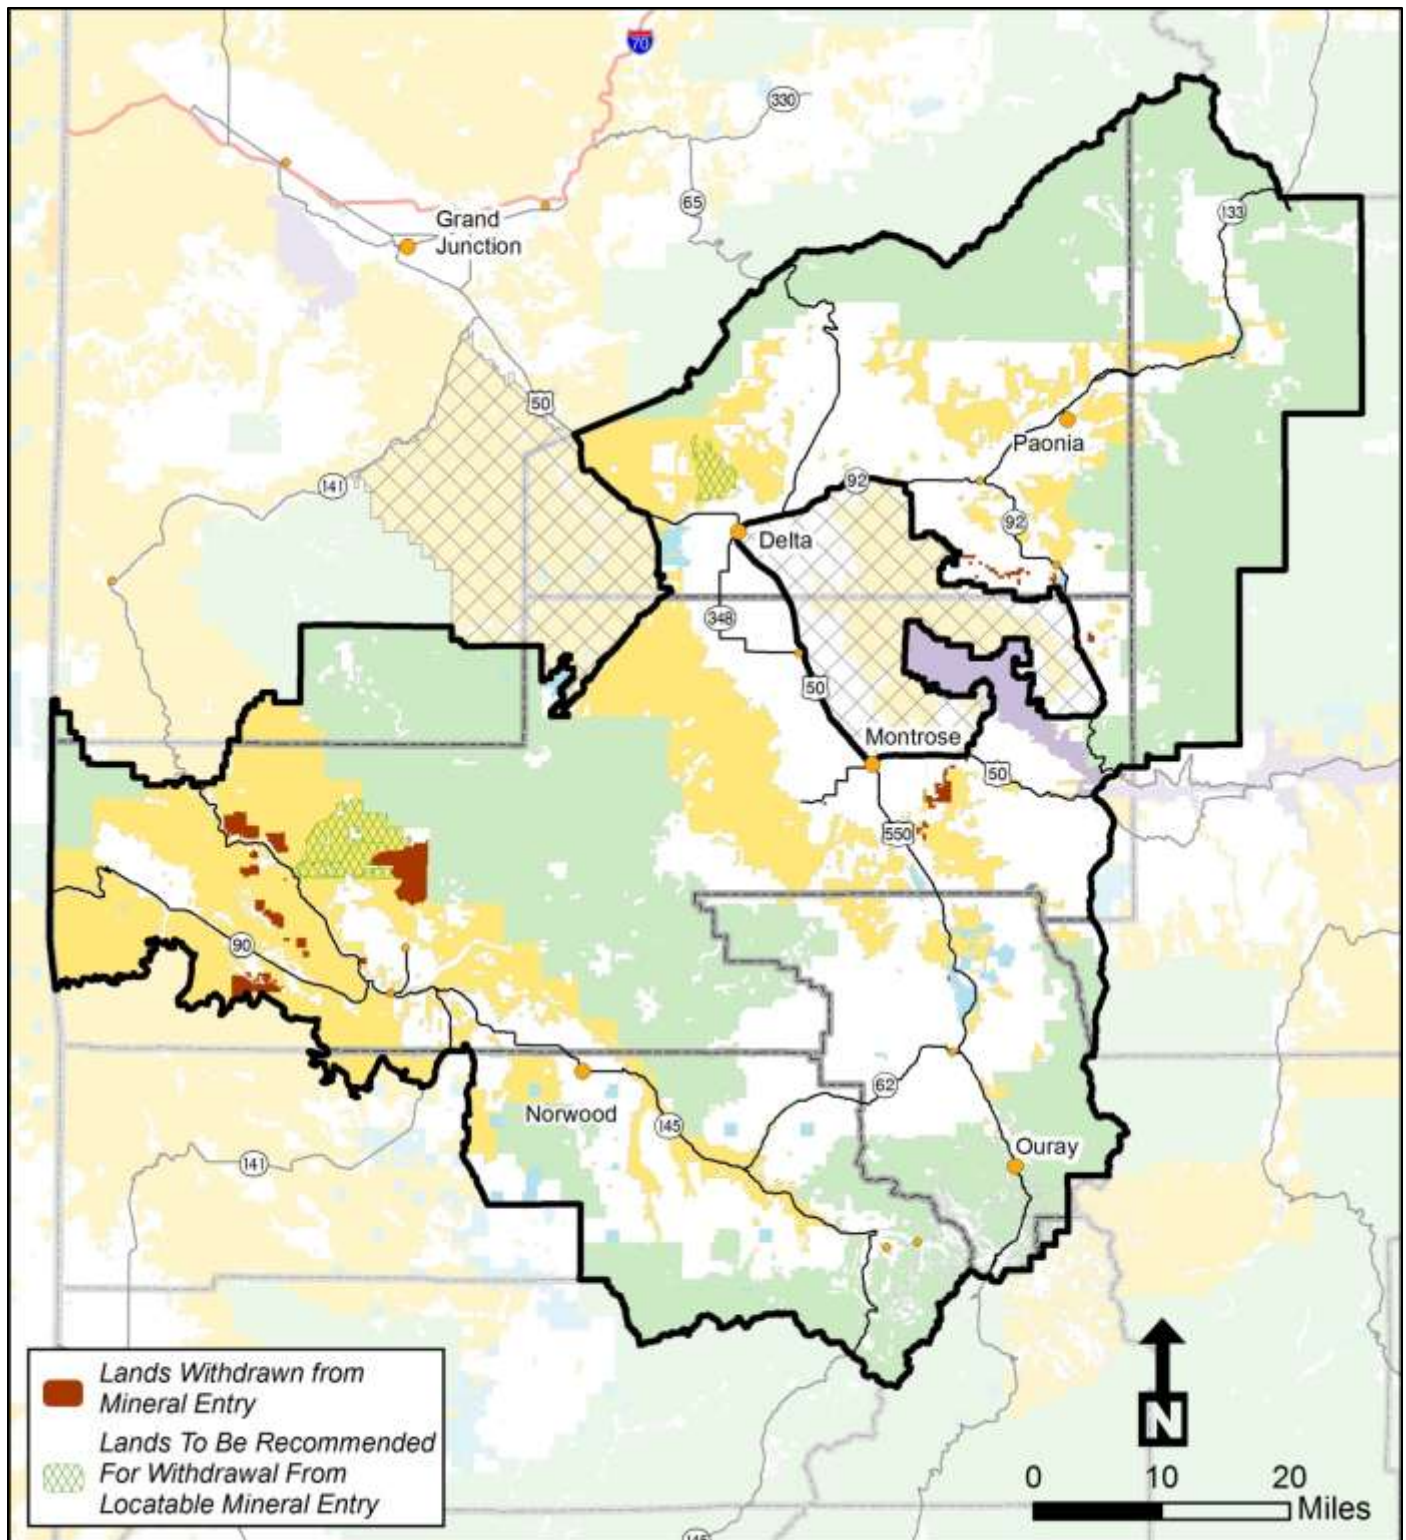 70
330
65
133
Grand
Junction
50
141
Paonia
92
92
Delta
348
50
Montrose
50
550
90
62
Norwood
145
Ouray
141
Lands Withdrawn from
Mineral Entry
Lands To Be Recommended
For Withdrawal From
Locatable Mineral Entry
N
0 10 20
Miles
145